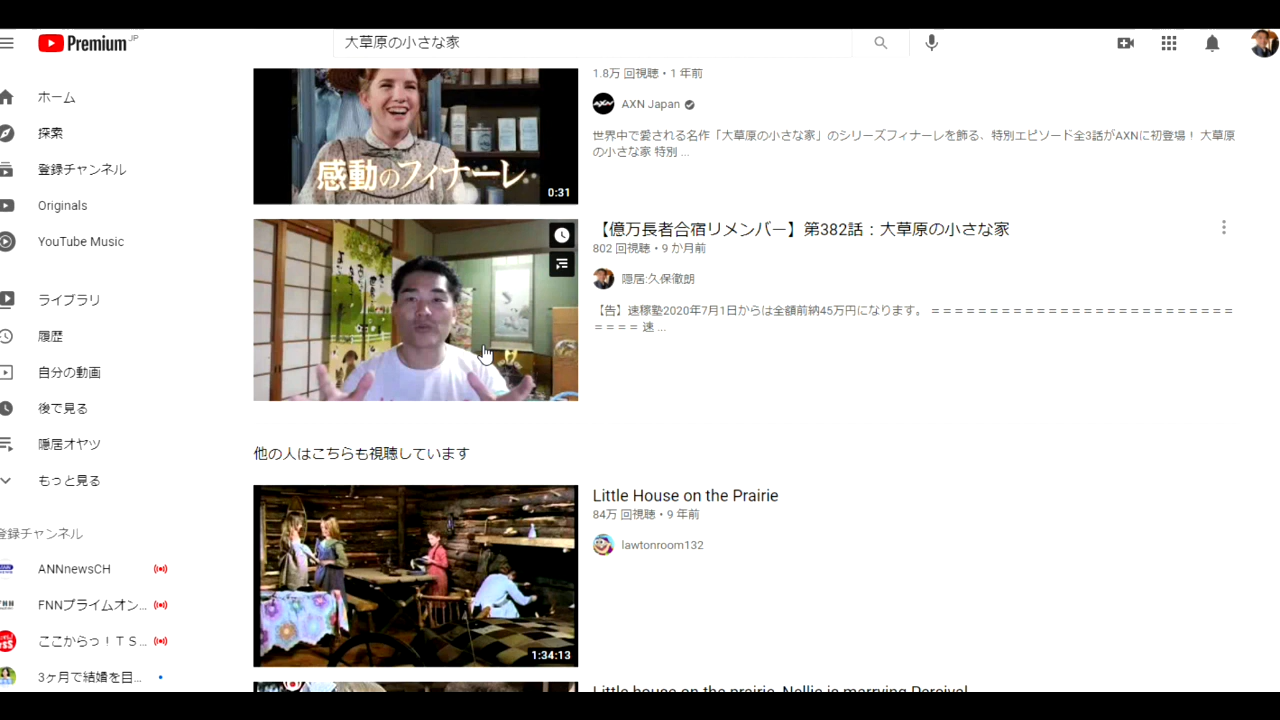 Premium JP
大草原の小さな家
ホーム
探索
登録チャンネル
Originals
YouTube Music
ライブラリ
履歴
自分の動画
後で見る
隠居オヤツ
もっと見る
登録チャンネル
ANNnewsCH
FNNプライムオン...
ここからっ！ＴＳ...
3ヶ月で結婚を目...
感動のフィナーレ
0:31
1.8万 回視聴・1 年前
AXN Japan
世界中で愛される名作「大草原の小さな家」のシリーズフィナーレを飾る、特別エピソード全3話がAXNに初登場！ 大草原
の小さな家 特別 ...
【億万長者合宿リメンバー】第382話：大草原の小さな家
802 回視聴・9 か月前
隠居:久保徹朗
【告】速稼塾2020年7月1日からは全額前納45万円になります。 ＝＝＝＝＝＝＝＝＝＝＝＝＝＝＝＝＝＝＝＝＝＝＝＝＝＝
＝＝＝＝ 速 ...
他の人はこちらも視聴しています
1:34:13
Little House on the Prairie
84万 回視聴・9 年前
lawtonroom132
Little house on the prairie, Nellie is marrying Percival